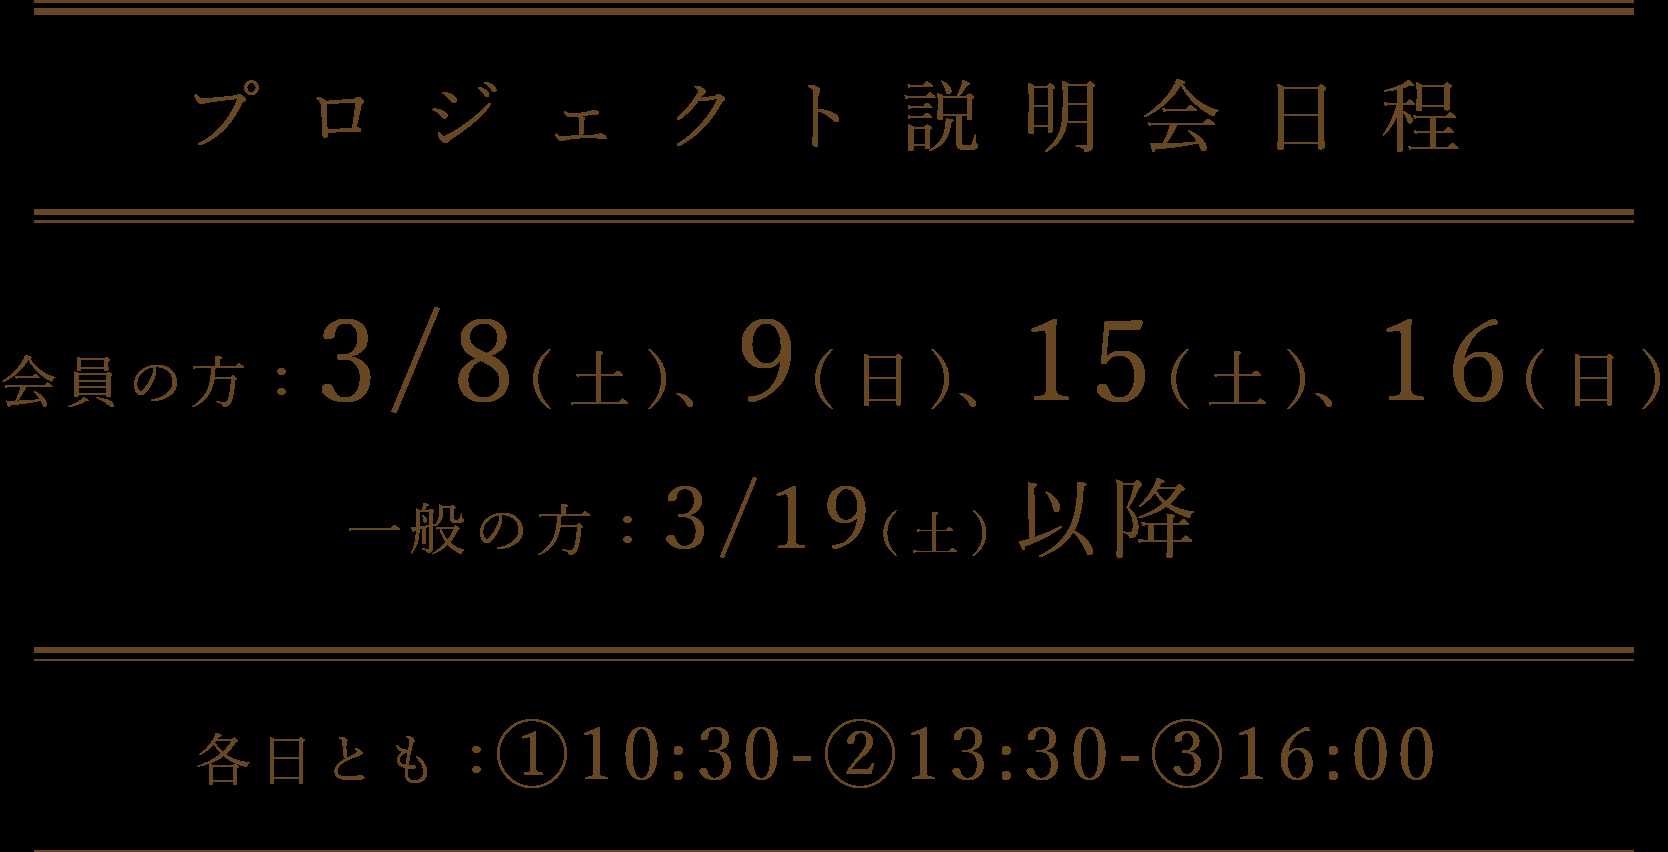 プロジェクト説明会日程
会員の方：3/8(土)、9(日)、15(土)、16(日)
一般の方：3/19(土)以降
各日とも：①10:30-②13:30-③16:00